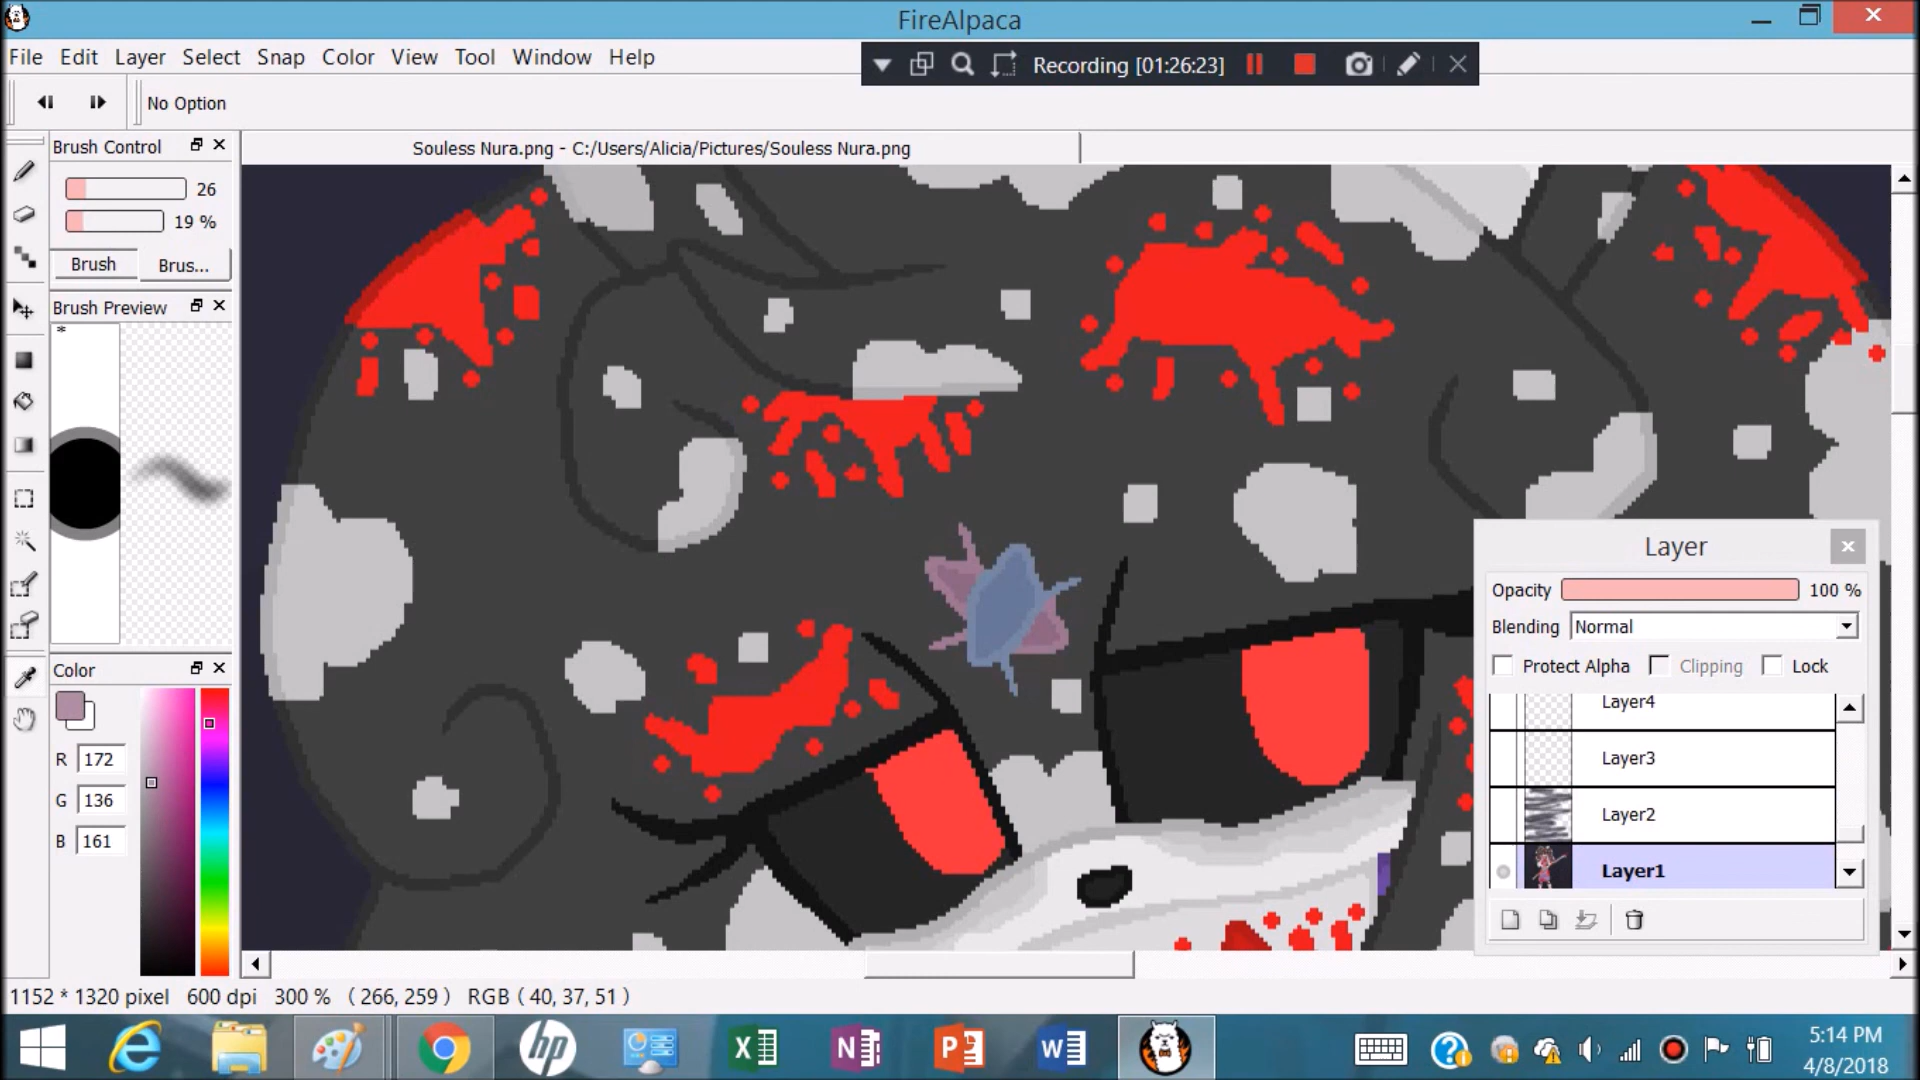 FireAlpaca
File Edit Layer Select Snap Color View Tool Window Help
Recording [01:26:23]
No Option
Brush Control
Souless Nura.png - C:/Users/Alicia/Pictures/Souless Nura.png
26
19 %
Brush Brus...
Brush Preview
*
Layer
Opacity 100 %
Blending Normal
Protect Alpha Clipping Lock
Color
Layer4
R 172
Layer3
G 136
Layer2
B 161
Layer1
1152 * 1320 pixel 600 dpi 300 % ( 266, 259 ) RGB ( 40, 37, 51 )
hp
X
N
P
W
5:14 PM
4/8/2018